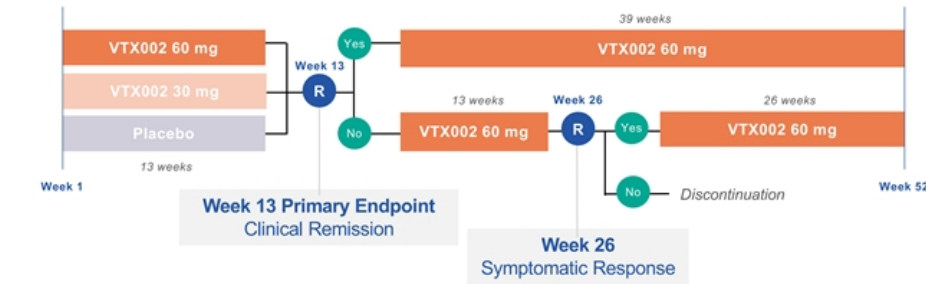 39 weeks
VTX002 60 mg
Yes
VTX002 60 mg
Week 13
VTX002 30 mg
R
13 weeks
Week 26
26 weeks
Placebo
No
VTX002 60 mg
R
Yes
VTX002 60 mg
13 weeks
Week 1
Week 52
No
Discontinuation
Week 13 Primary Endpoint
Clinical Remission
Week 26
Symptomatic Response